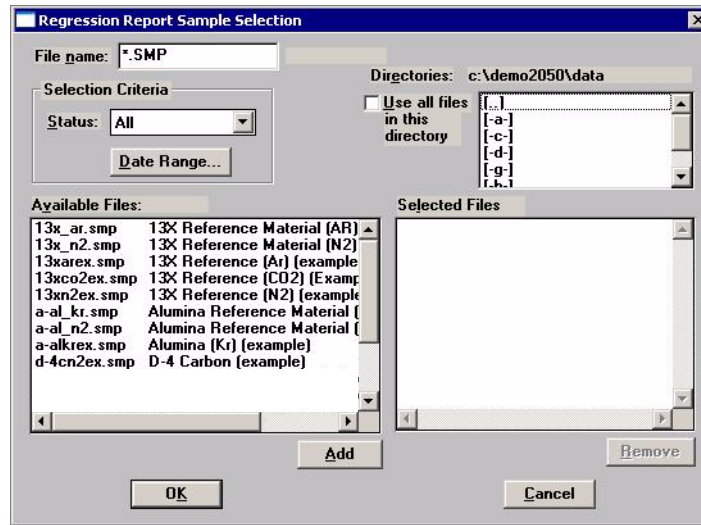 Regression Report Sample Selection
File name: *.SMP
Directories: c:\demo2050\data
Selection Criteria
Status: All
Date Range...
Use all files
in this
directory
[..]
[-a-]
[-c-]
[-d-]
[-g-]
Available Files:
13x_ar.smp 13X Reference Material (AR)
13x_n2.smp 13X Reference Material (N2)
13xarex.smp 13X Reference (Ar) (example
13xco2ex.smp 13X Reference (CO2) (Examp
13xn2ex.smp 13X Reference (N2) (example
a-al_kr.smp Alumina Reference Material (
a-al_n2.smp Alumina Reference Material (
a-alkrex.smp Alumina (Kr) (example)
d-4cn2ex.smp D-4 Carbon (example)
Selected Files
Add
Remove
OK
Cancel